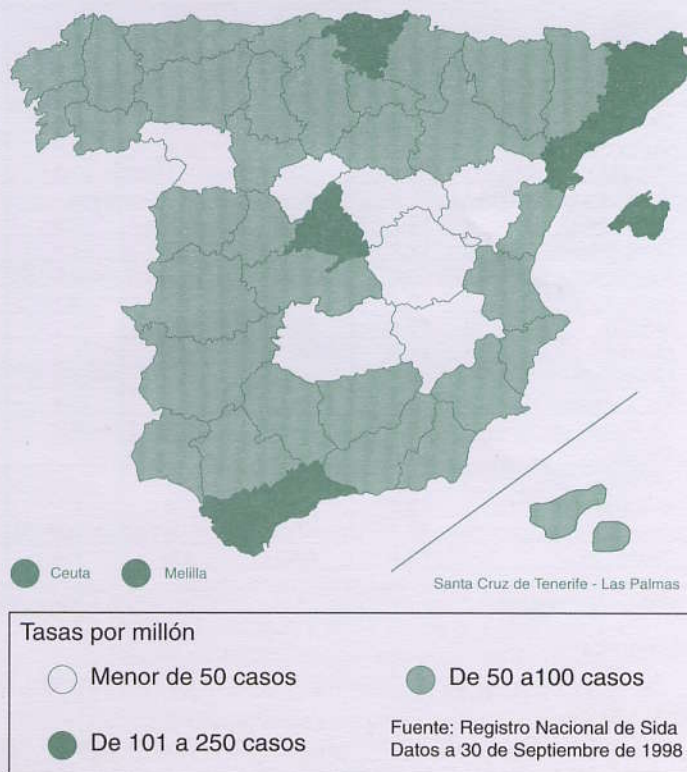 Ceuta
Melilla
Santa Cruz de Tenerife - Las Palmas
Tasas por millón
Menor de 50 casos
De 50 a100 casos
De 101 a 250 casos
Fuente: Registro Nacional de Sida
Datos a 30 de Septiembre de 1998